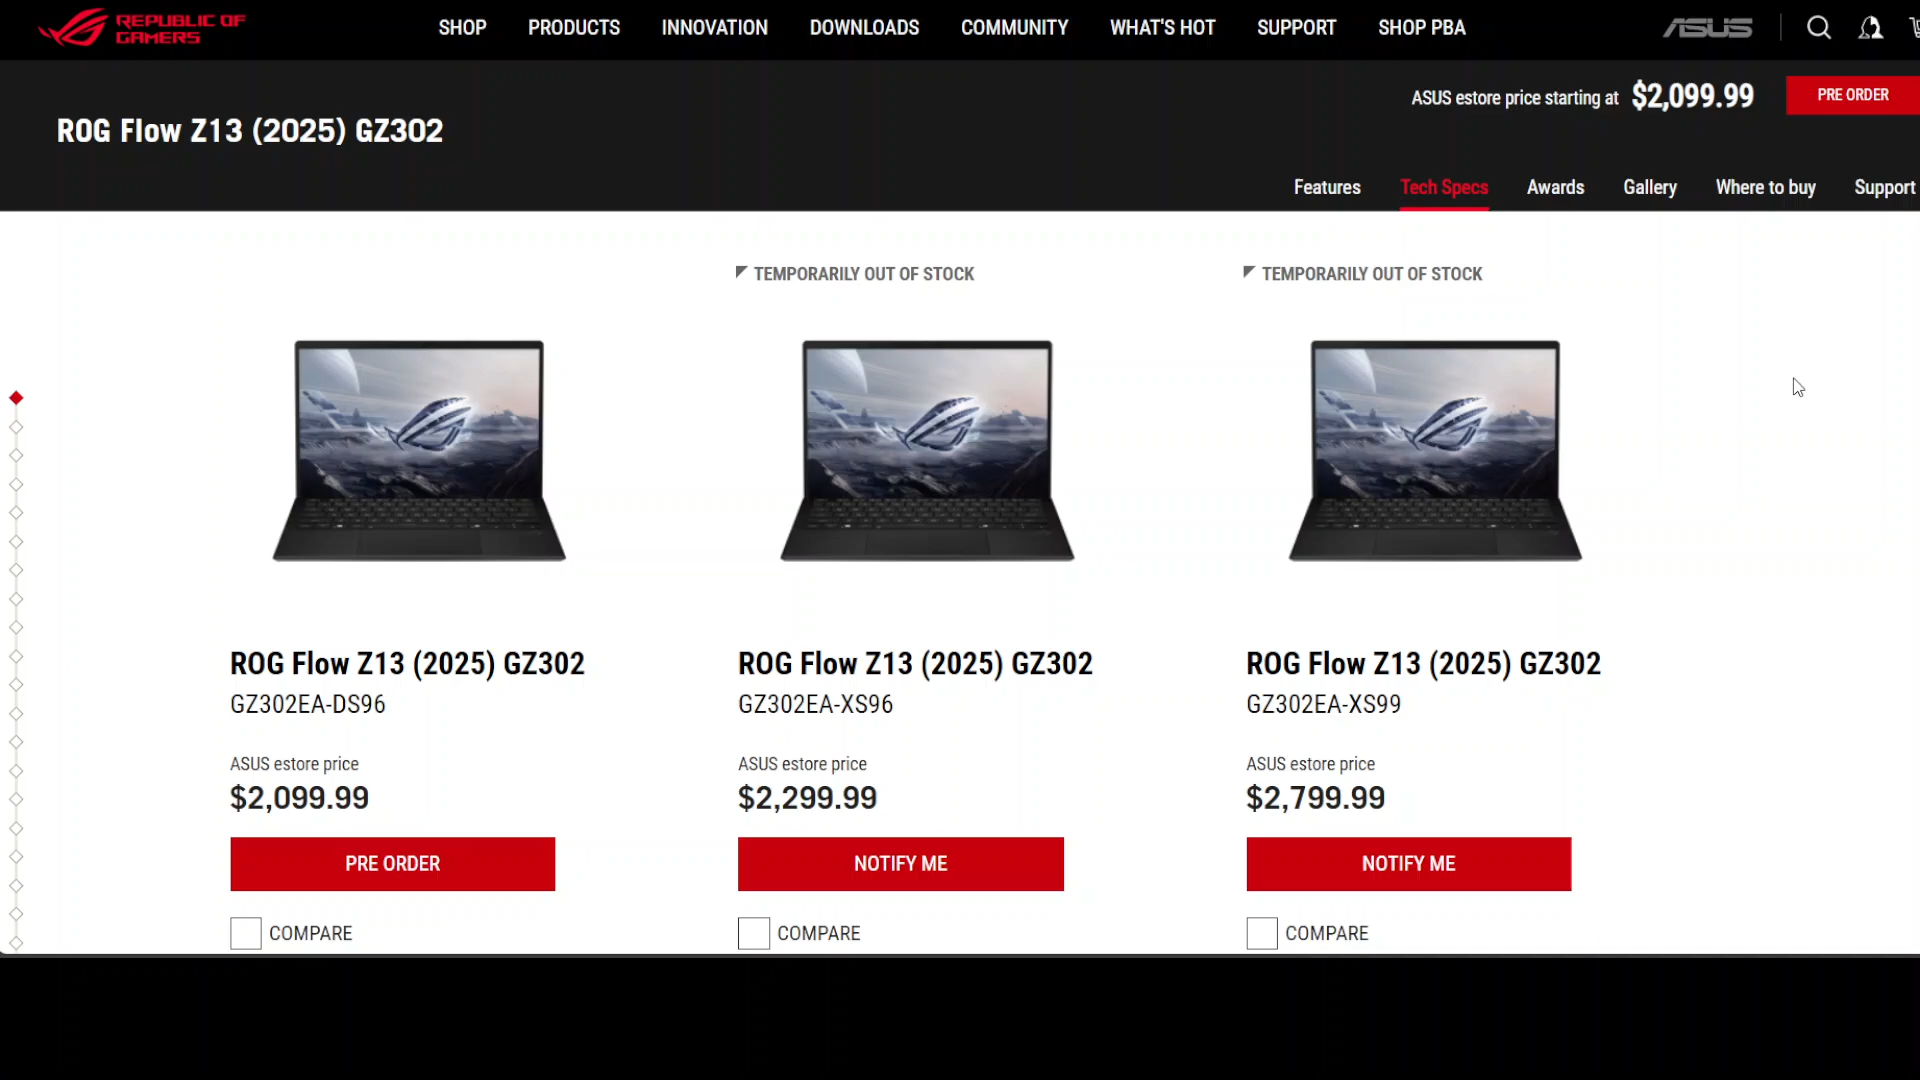 REPUBLIC OF
GAMERS
SHOP PRODUCTS INNOVATION DOWNLOADS COMMUNITY WHAT'S HOT SUPPORT SHOP PBA
ASUS
ASUS estore price starting at $2,099.99 PRE ORDER
ROG Flow Z13 (2025) GZ302
Features Tech Specs Awards Gallery Where to buy Support
TEMPORARILY OUT OF STOCK TEMPORARILY OUT OF STOCK
ROG Flow Z13 (2025) GZ302
GZ302EA-DS96
ASUS estore price
$2,099.99
PRE ORDER
COMPARE
ROG Flow Z13 (2025) GZ302
GZ302EA-XS96
ASUS estore price
$2,299.99
NOTIFY ME
COMPARE
ROG Flow Z13 (2025) GZ302
GZ302EA-XS99
ASUS estore price
$2,799.99
NOTIFY ME
COMPARE